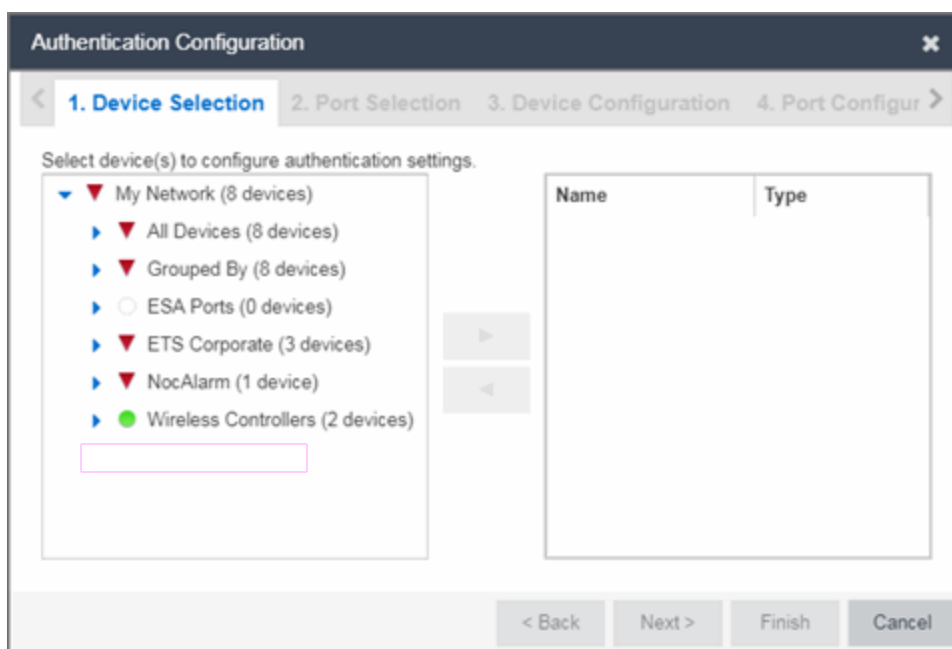 Authentication Configuration
1. Device Selection 2. Port Selection 3. Device Configuration 4. Port Configur
Select device(s) to configure authentication settings.
My Network (8 devices)
All Devices (8 devices)
Grouped By (8 devices)
ESA Ports (0 devices)
ETS Corporate (3 devices)
NocAlarm (1 device)
Wireless Controllers (2 devices)
Name Type
< Back Next > Finish Cancel